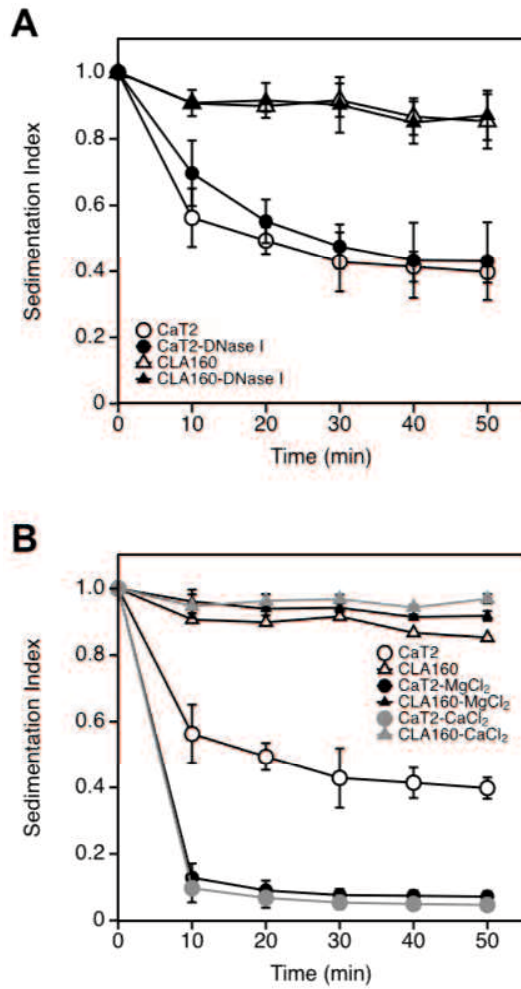 A
Sedimentation Index
1.0
0.8
0.6
0.4
0.2
0
CaT2
CaT2-DNase I
CLA160
CLA160-DNase I
0 10 20 30 40 50
Time (min)
B
Sedimentation Index
1.0
0.8
0.6
0.4
0.2
0
CaT2
CLA160
CaT2-MgCl₂
CLA160-MgCl₂
CaT2-CaCl₂
CLA160-CaCl₂
0 10 20 30 40 50
Time (min)